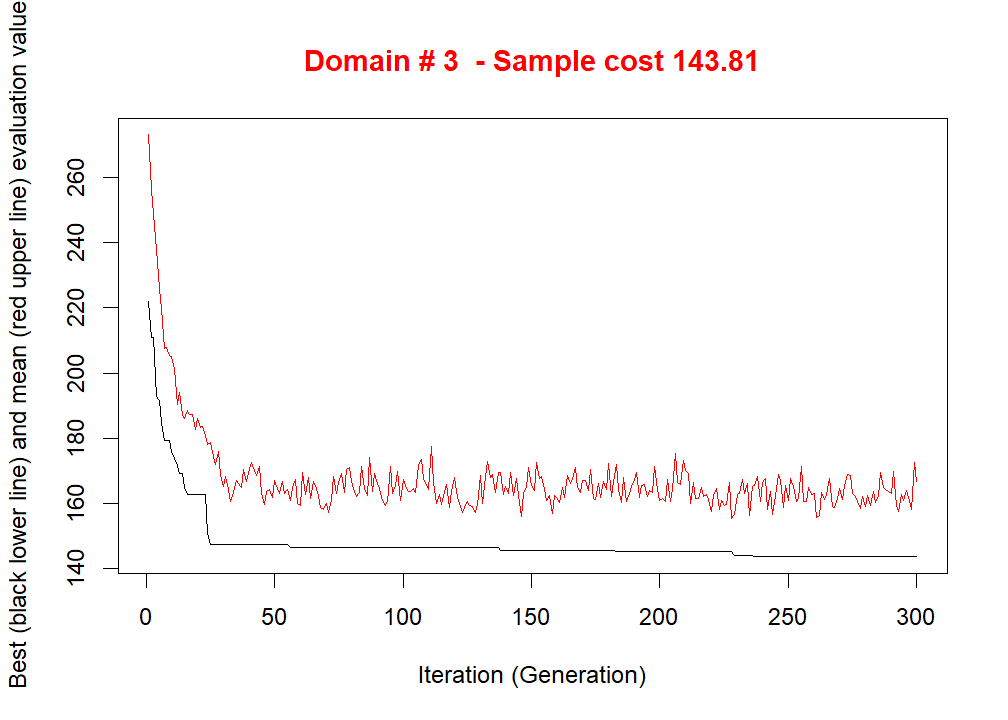 Domain # 3  - Sample cost 143.81
Best (black lower line) and mean (red upper line) evaluation value
260
240
220
200
180
160
140
0 50 100 150 200 250 300
Iteration (Generation)